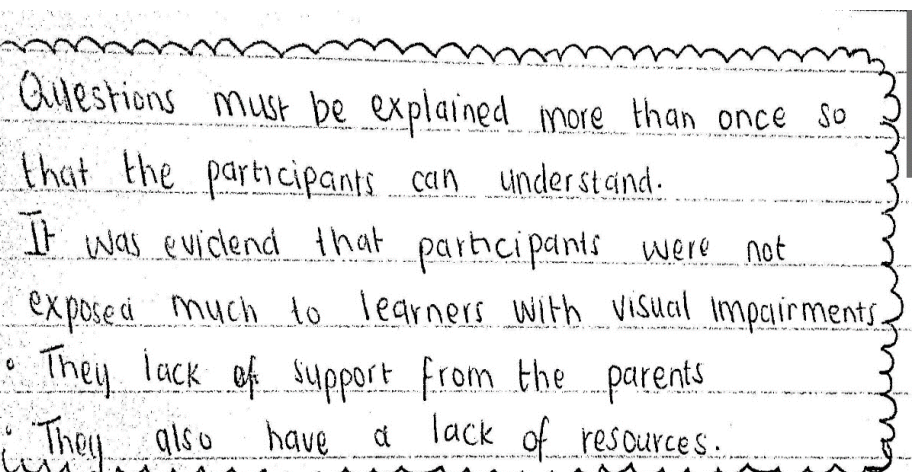 Questions must be explained more than once so
that the participants can understand.
It was evidend that participants were not
exposed much to learners with visual impairments
• They lack of support from the parents
• They also have a lack of resources.